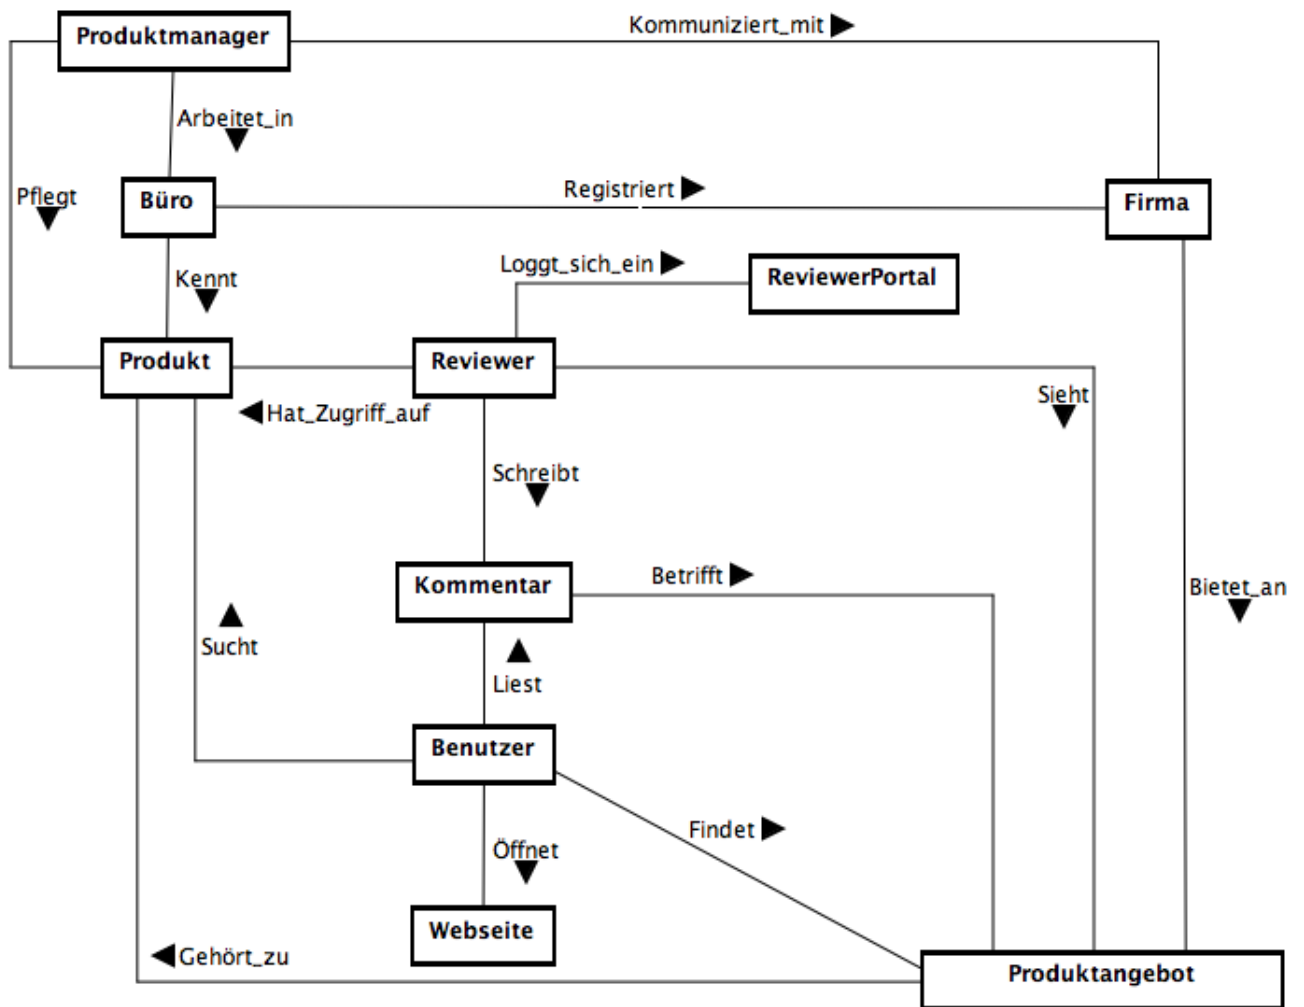 Kommuniziert_mit
Produktmanager
Arbeitet_in
Pflegt
Büro
Registriert
Firma
Kennt
Loggt_sich_ein
ReviewerPortal
Produkt
Reviewer
Hat_Zugriff_auf
Sieht
Schreibt
Kommentar
Betrifft
Bietet_an
Sucht
Liest
Benutzer
Findet
Öffnet
Webseite
Gehört_zu
Produktangebot